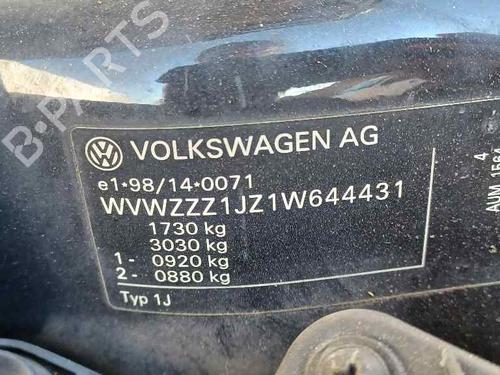 VOLKSWAGEN AG
e1*98/14*0071
WVWZZZ1JZ1W644431
1730 kg
3030 kg
1- 0920 kg
2- 0880 kg
Typ 1J
4
AUM 1564
B-PARTS